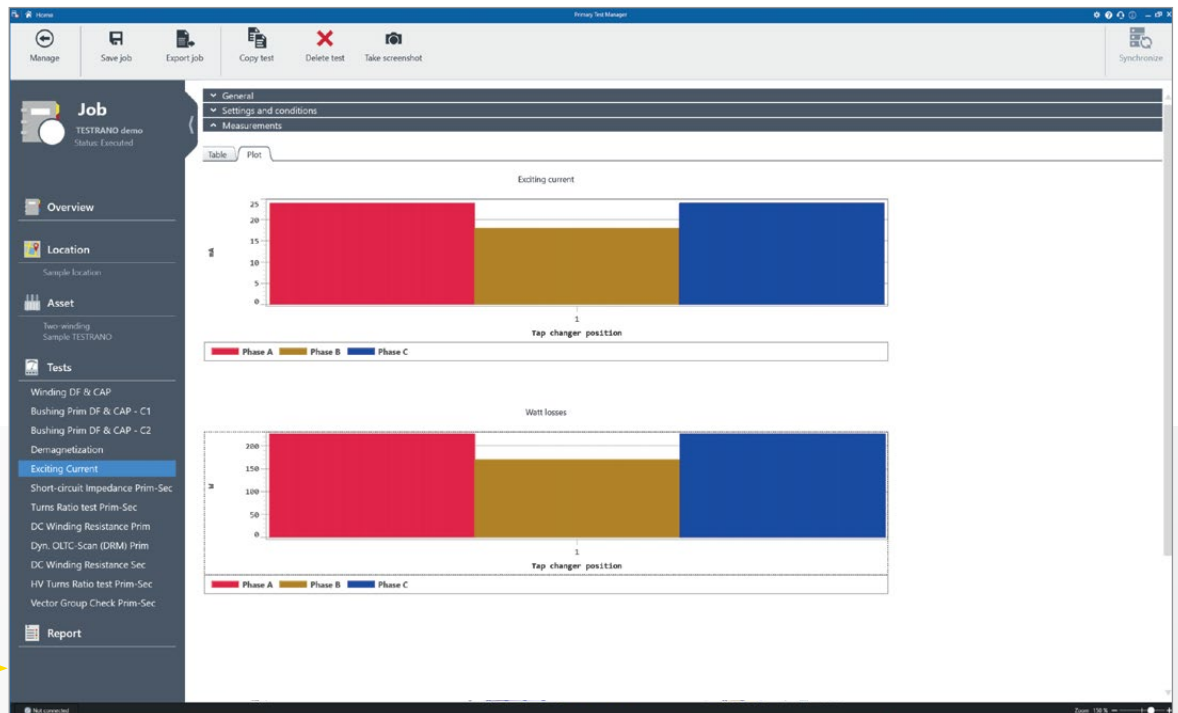 Home
Primary Test Manager
Manage
Save job
Export job
Copy test
Delete test
Take screenshot
Synchronize
Job
TESTRANO demo
Status: Executed
Overview
Location
Sample location
Asset
Two-winding
Sample TESTRANO
Tests
Winding DF & CAP
Bushing Prim DF & CAP - C1
Bushing Prim DF & CAP - C2
Demagnetization
Exciting Current
Short-circuit Impedance Prim-Sec
Turns Ratio test Prim-Sec
DC Winding Resistance Prim
Dyn. OLTC-Scan (DRM) Prim
DC Winding Resistance Sec
HV Turns Ratio test Prim-Sec
Vector Group Check Prim-Sec
Report
General
Settings and conditions
Measurements
Table Plot
Exciting current
25
20
15
10
5
0
mA
1
Tap changer position
Phase A Phase B Phase C
Watt losses
200
150
100
50
0
W
1
Tap changer position
Phase A Phase B Phase C
Not connected
Zoom 150 %